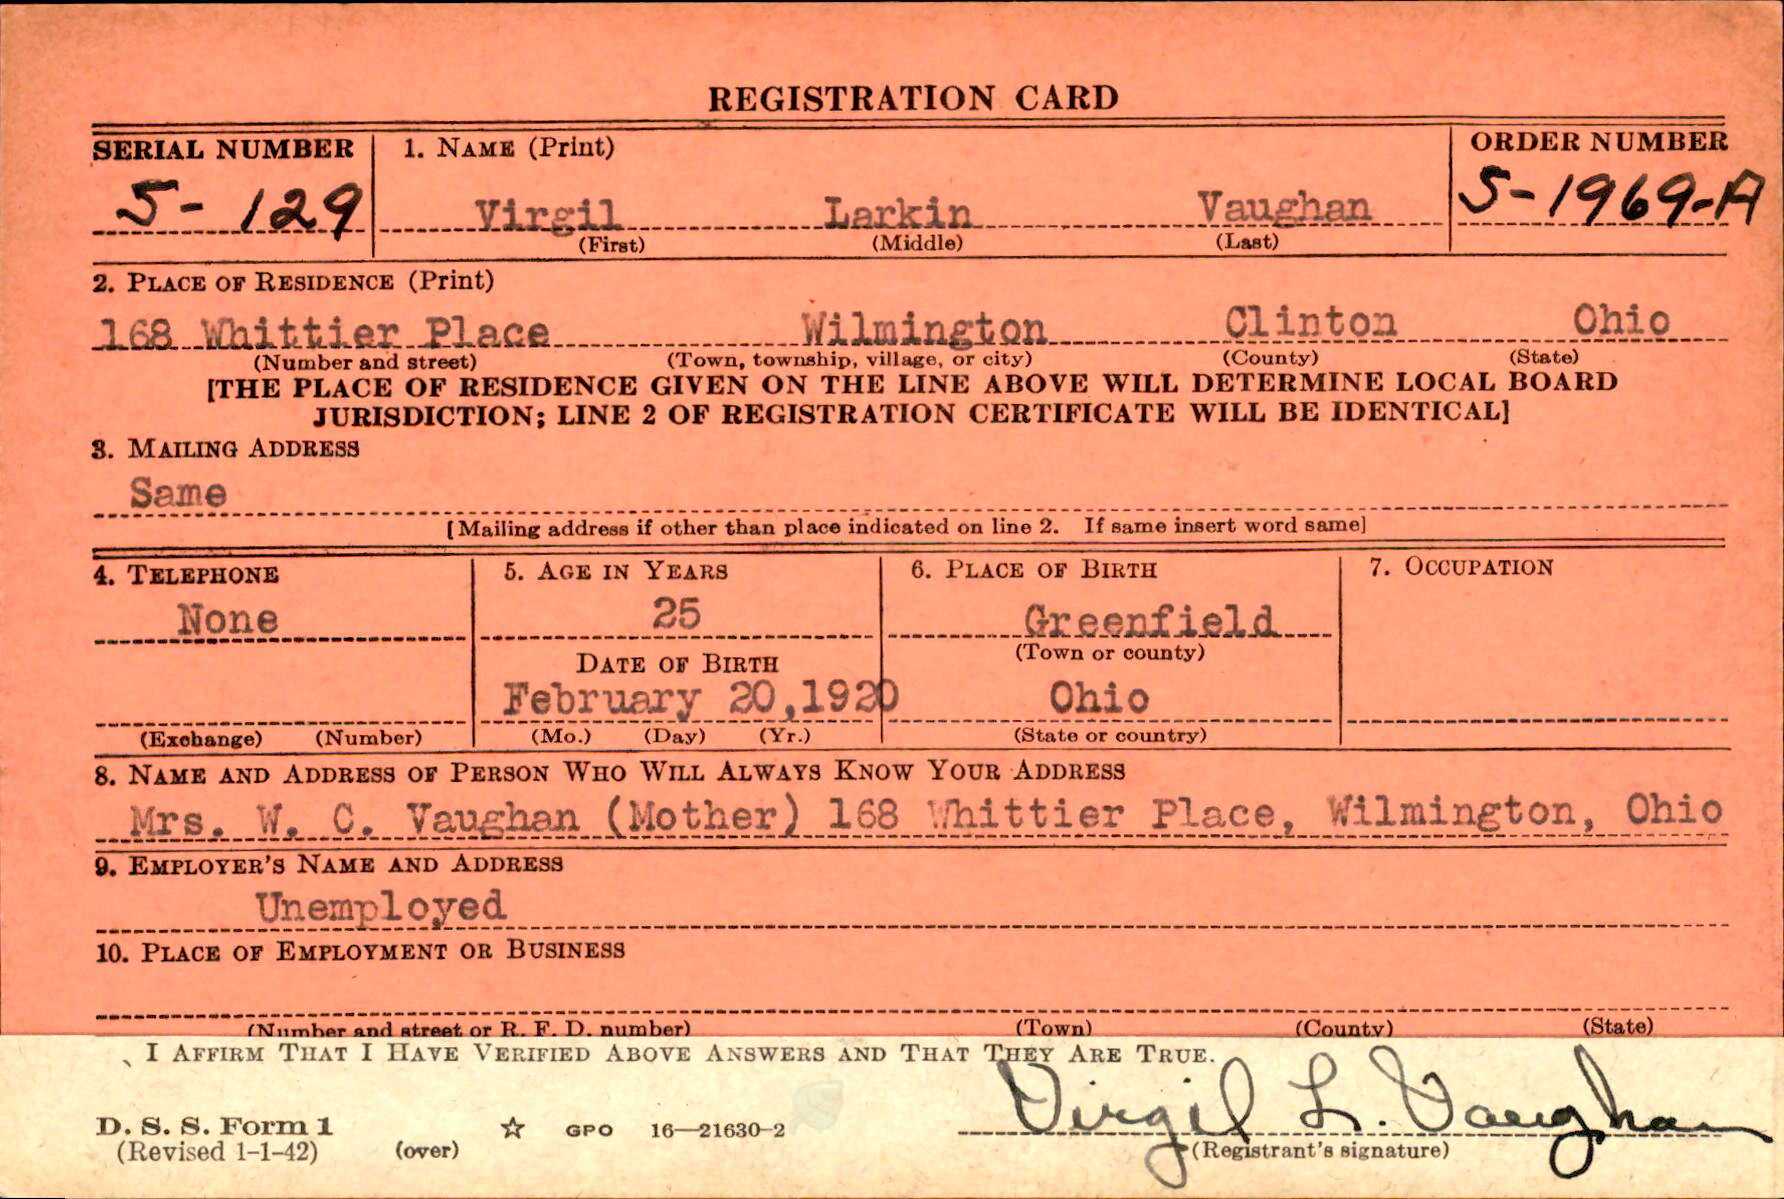 REGISTRATION CARD
SERIAL NUMBER 1. NAME (Print) ORDER NUMBER
S- 129 Virgil Larkin Vaughan S-1969-A
(First) (Middle) (Last)
2. PLACE OF RESIDENCE (Print)
168 Whittier Place Wilmington Clinton Ohio
(Number and street) (Town, township, village, or city) (County) (State)
[THE PLACE OF RESIDENCE GIVEN ON THE LINE ABOVE WILL DETERMINE LOCAL BOARD
JURISDICTION; LINE 2 OF REGISTRATION CERTIFICATE WILL BE IDENTICAL]
3. MAILING ADDRESS
Same
[Mailing address if other than place indicated on line 2. If same insert word same]
4. TELEPHONE 5. AGE IN YEARS 6. PLACE OF BIRTH 7. OCCUPATION
None 25 Greenfield
(Town or county)
DATE OF BIRTH
February 20,1920 Ohio
(Exchange) (Number) (Mo.) (Day) (Yr.) (State or country)
8. NAME AND ADDRESS OF PERSON WHO WILL ALWAYS KNOW YOUR ADDRESS
Mrs. W. C. Vaughan (Mother) 168 Whittier Place, Wilmington, Ohio
9. EMPLOYER'S NAME AND ADDRESS
Unemployed
10. PLACE OF EMPLOYMENT OR BUSINESS
(Number and street or R. F. D. number) (Town) (County) (State)
I AFFIRM THAT I HAVE VERIFIED ABOVE ANSWERS AND THAT THEY ARE TRUE.
Virgil L. Vaughan
D. S. S. Form 1 ☆ GPO 16—21630-2
(Revised 1-1-42) (over) (Registrant's signature)